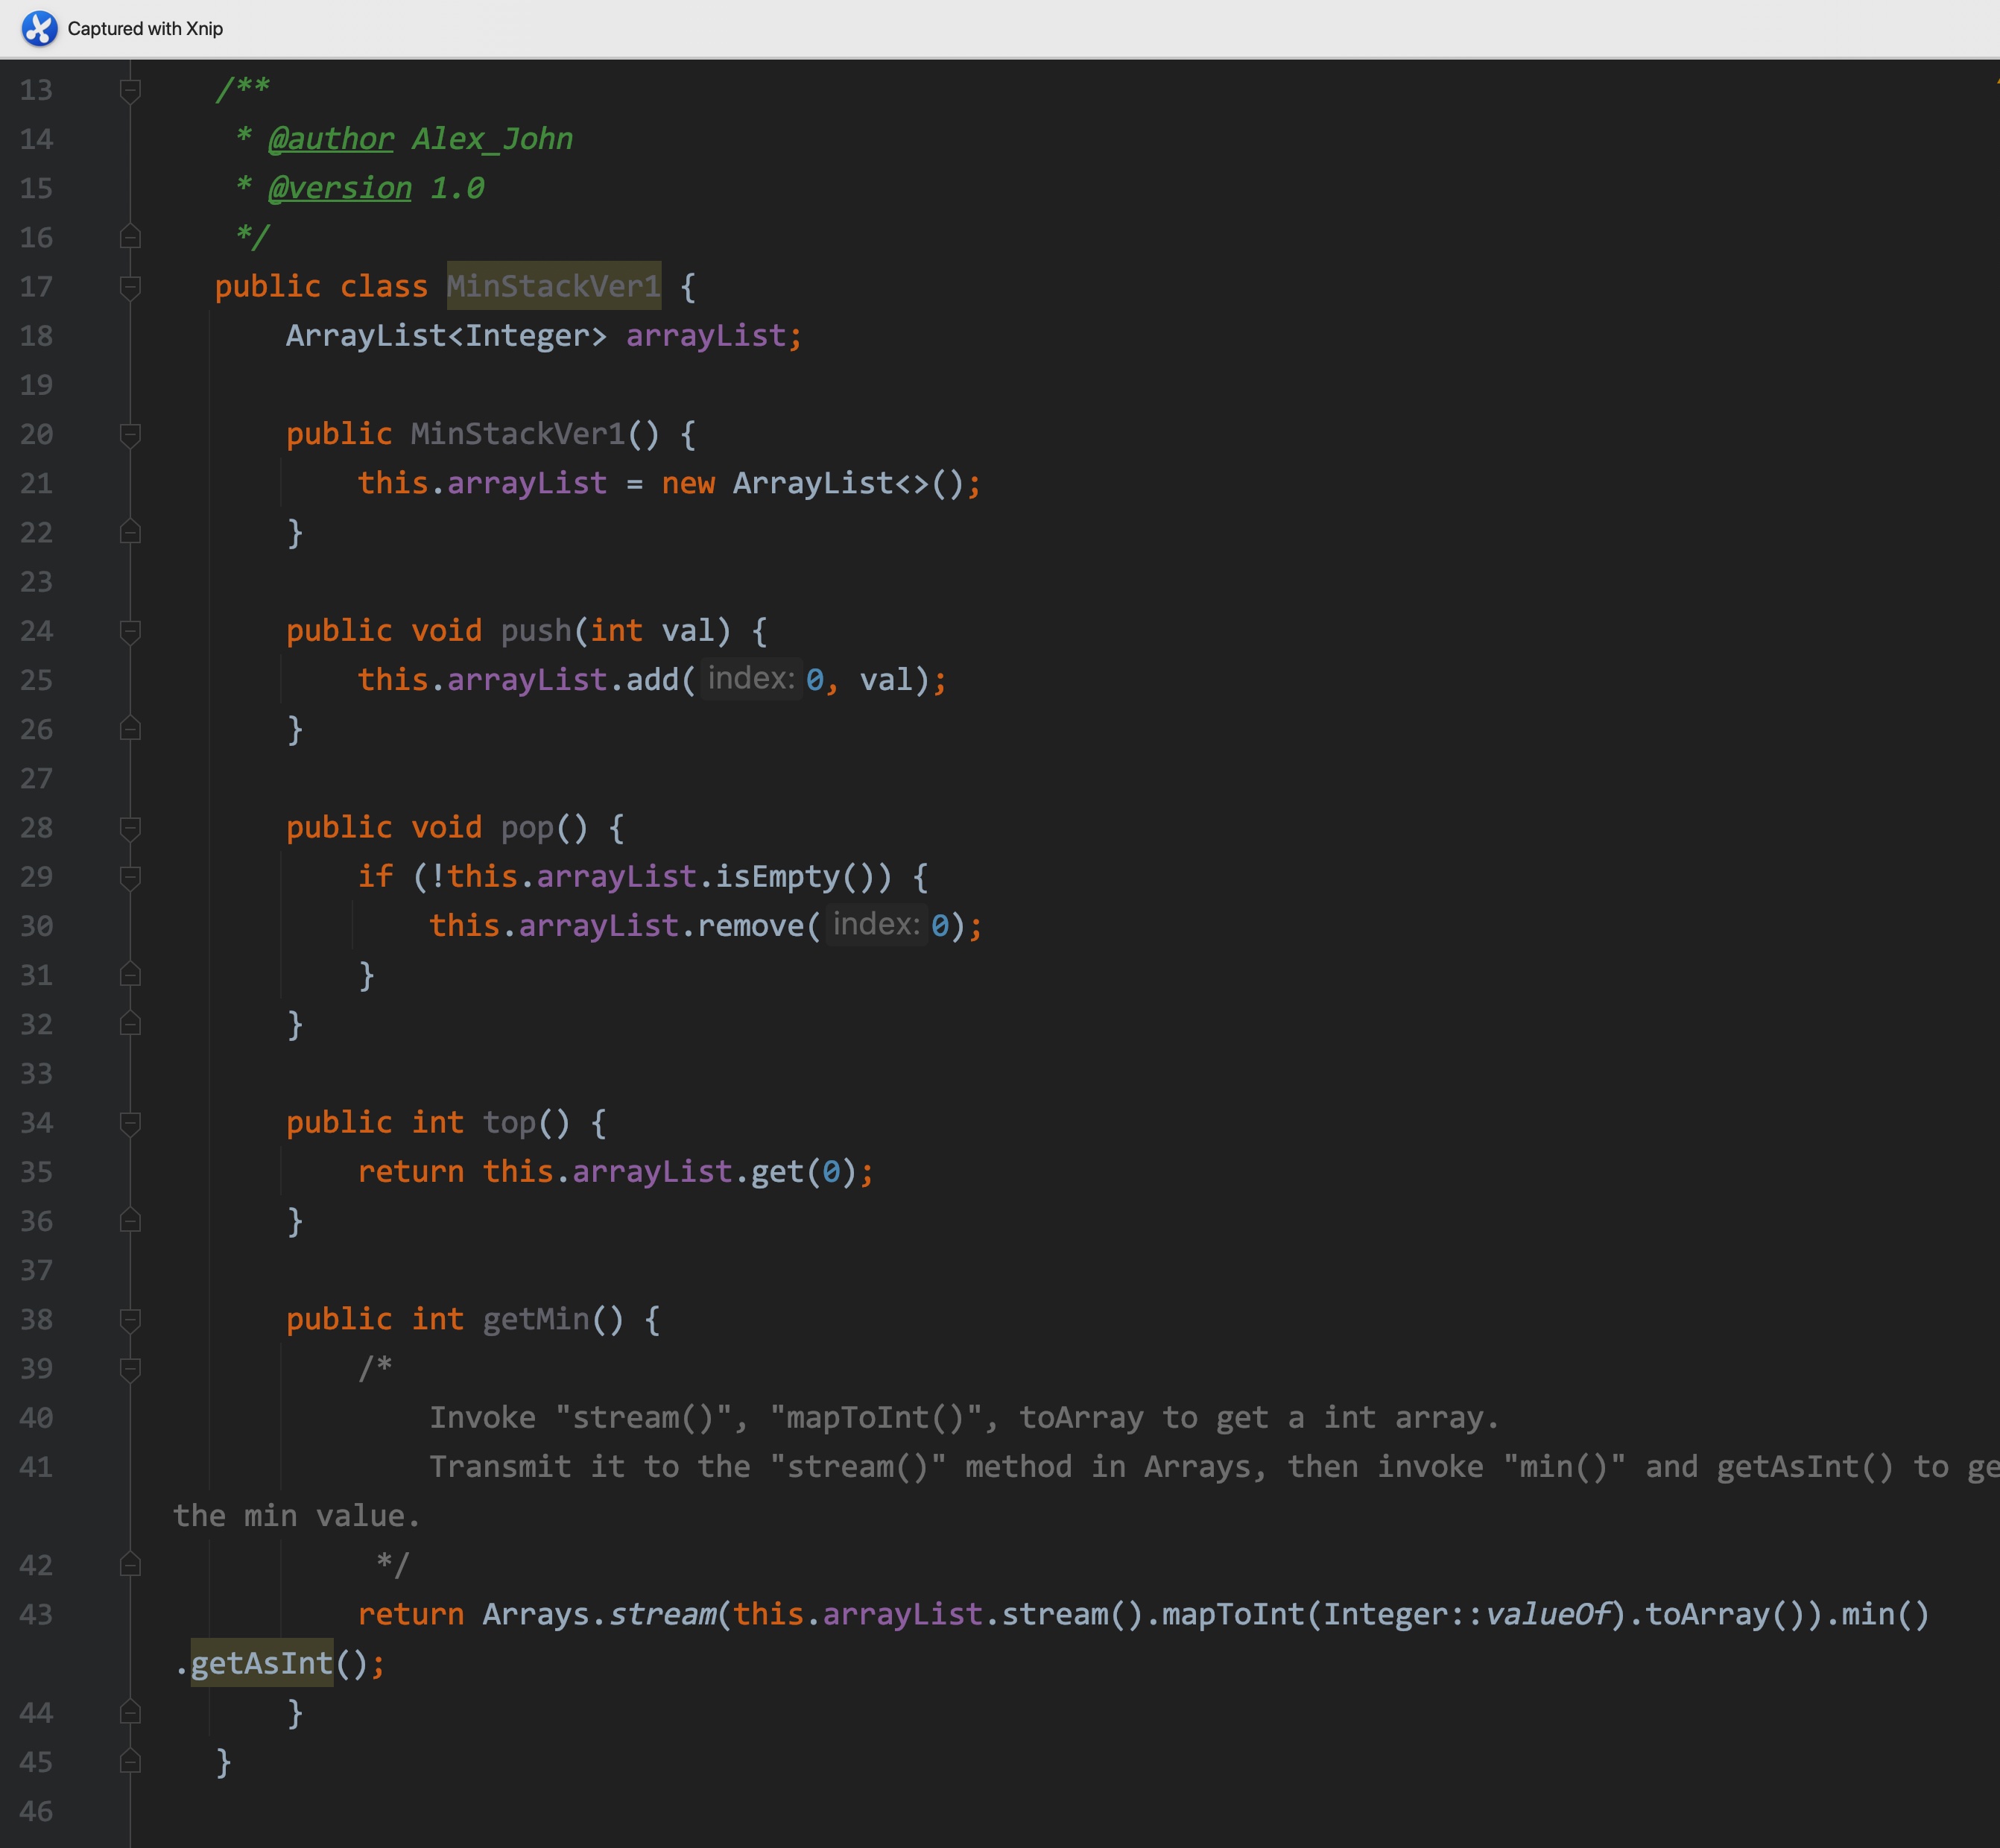 Captured with Xnip
13 /**
14 * @author Alex_John
15 * @version 1.0
16 */
17 public class MinStackVer1 {
18 ArrayList<Integer> arrayList;
19
20 public MinStackVer1() {
21 this.arrayList = new ArrayList<>();
22 }
23
24 public void push(int val) {
25 this.arrayList.add( index: 0, val);
26 }
27
28 public void pop() {
29 if (!this.arrayList.isEmpty()) {
30 this.arrayList.remove( index: 0);
31 }
32 }
33
34 public int top() {
35 return this.arrayList.get(0);
36 }
37
38 public int getMin() {
39 /*
40 Invoke "stream()", "mapToInt()", toArray to get a int array.
41 Transmit it to the "stream()" method in Arrays, then invoke "min()" and getAsInt() to ge
the min value.
42 */
43 return Arrays.stream(this.arrayList.stream().mapToInt(Integer::valueOf).toArray()).min()
.getAsInt();
44 }
45 }
46